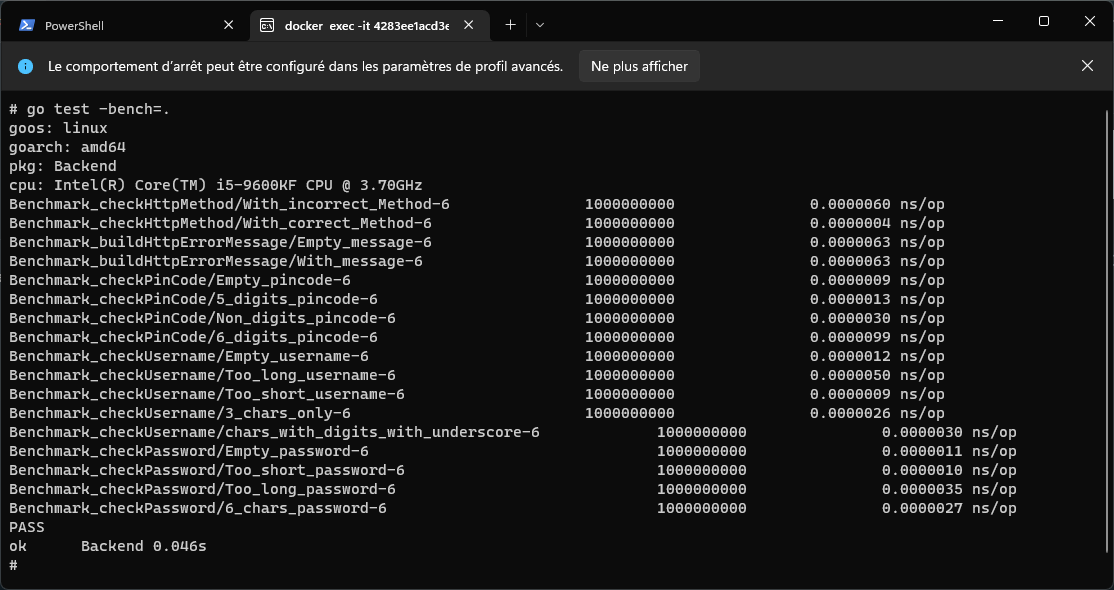 PowerShell
docker exec -it 4283ee1acd3e
Le comportement d'arrêt peut être configuré dans les paramètres de profil avancés. Ne plus afficher
# go test -bench=.
goos: linux
goarch: amd64
pkg: Backend
cpu: Intel(R) Core(TM) i5-9600KF CPU @ 3.70GHz
Benchmark_checkHttpMethod/With_incorrect_Method-6 1000000000 0.0000060 ns/op
Benchmark_checkHttpMethod/With_correct_Method-6 1000000000 0.0000004 ns/op
Benchmark_buildHttpErrorMessage/Empty_message-6 1000000000 0.0000063 ns/op
Benchmark_buildHttpErrorMessage/With_message-6 1000000000 0.0000063 ns/op
Benchmark_checkPinCode/Empty_pincode-6 1000000000 0.0000009 ns/op
Benchmark_checkPinCode/5_digits_pincode-6 1000000000 0.0000013 ns/op
Benchmark_checkPinCode/Non_digits_pincode-6 1000000000 0.0000030 ns/op
Benchmark_checkPinCode/6_digits_pincode-6 1000000000 0.0000099 ns/op
Benchmark_checkUsername/Empty_username-6 1000000000 0.0000012 ns/op
Benchmark_checkUsername/Too_long_username-6 1000000000 0.0000050 ns/op
Benchmark_checkUsername/Too_short_username-6 1000000000 0.0000009 ns/op
Benchmark_checkUsername/3_chars_only-6 1000000000 0.0000026 ns/op
Benchmark_checkUsername/chars_with_digits_with_underscore-6 1000000000 0.0000030 ns/op
Benchmark_checkPassword/Empty_password-6 1000000000 0.0000011 ns/op
Benchmark_checkPassword/Too_short_password-6 1000000000 0.0000010 ns/op
Benchmark_checkPassword/Too_long_password-6 1000000000 0.0000035 ns/op
Benchmark_checkPassword/6_chars_password-6 1000000000 0.0000027 ns/op
PASS
ok Backend 0.046s
#